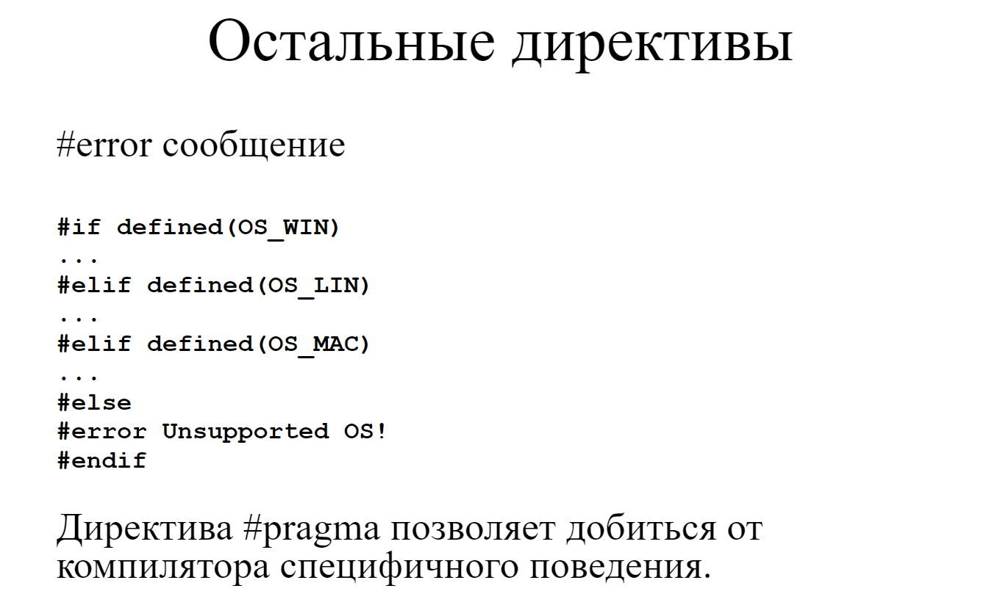 Остальные директивы
#error сообщение
#if defined(OS_WIN)
...
#elif defined(OS_LIN)
...
#elif defined(OS_MAC)
...
#else
#error Unsupported OS!
#endif
Директива #pragma позволяет добиться от
компилятора специфичного поведения.